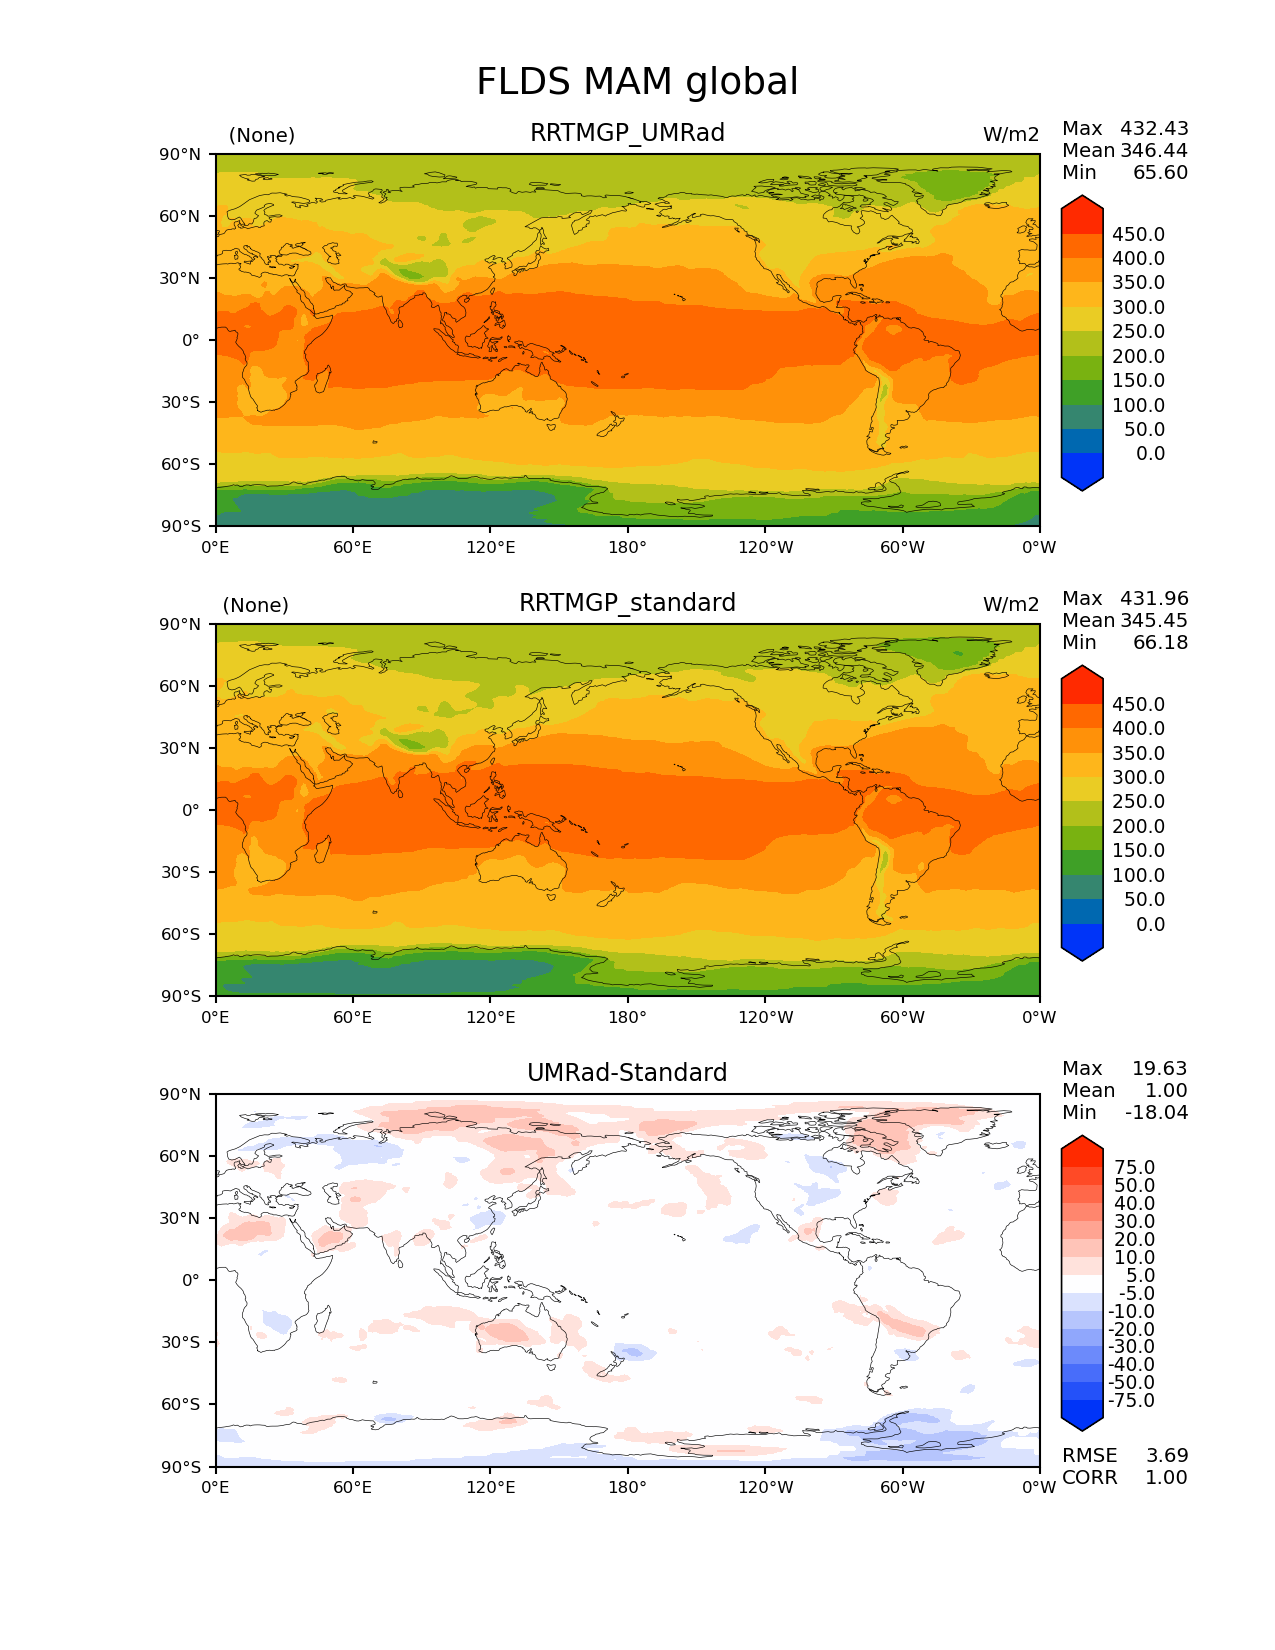 FLDS MAM global
(None) RRTMGP_UMRad W/m2
Max 432.43
Mean 346.44
Min 65.60
90°N
60°N
30°N
0°
30°S
60°S
90°S
0°E 60°E 120°E 180° 120°W 60°W 0°W
450.0
400.0
350.0
300.0
250.0
200.0
150.0
100.0
50.0
0.0
(None) RRTMGP_standard W/m2
Max 431.96
Mean 345.45
Min 66.18
90°N
60°N
30°N
0°
30°S
60°S
90°S
0°E 60°E 120°E 180° 120°W 60°W 0°W
450.0
400.0
350.0
300.0
250.0
200.0
150.0
100.0
50.0
0.0
UMRad-Standard
Max 19.63
Mean 1.00
Min -18.04
90°N
60°N
30°N
0°
30°S
60°S
90°S
0°E 60°E 120°E 180° 120°W 60°W 0°W
75.0
50.0
40.0
30.0
20.0
10.0
5.0
-5.0
-10.0
-20.0
-30.0
-40.0
-50.0
-75.0
RMSE 3.69
CORR 1.00